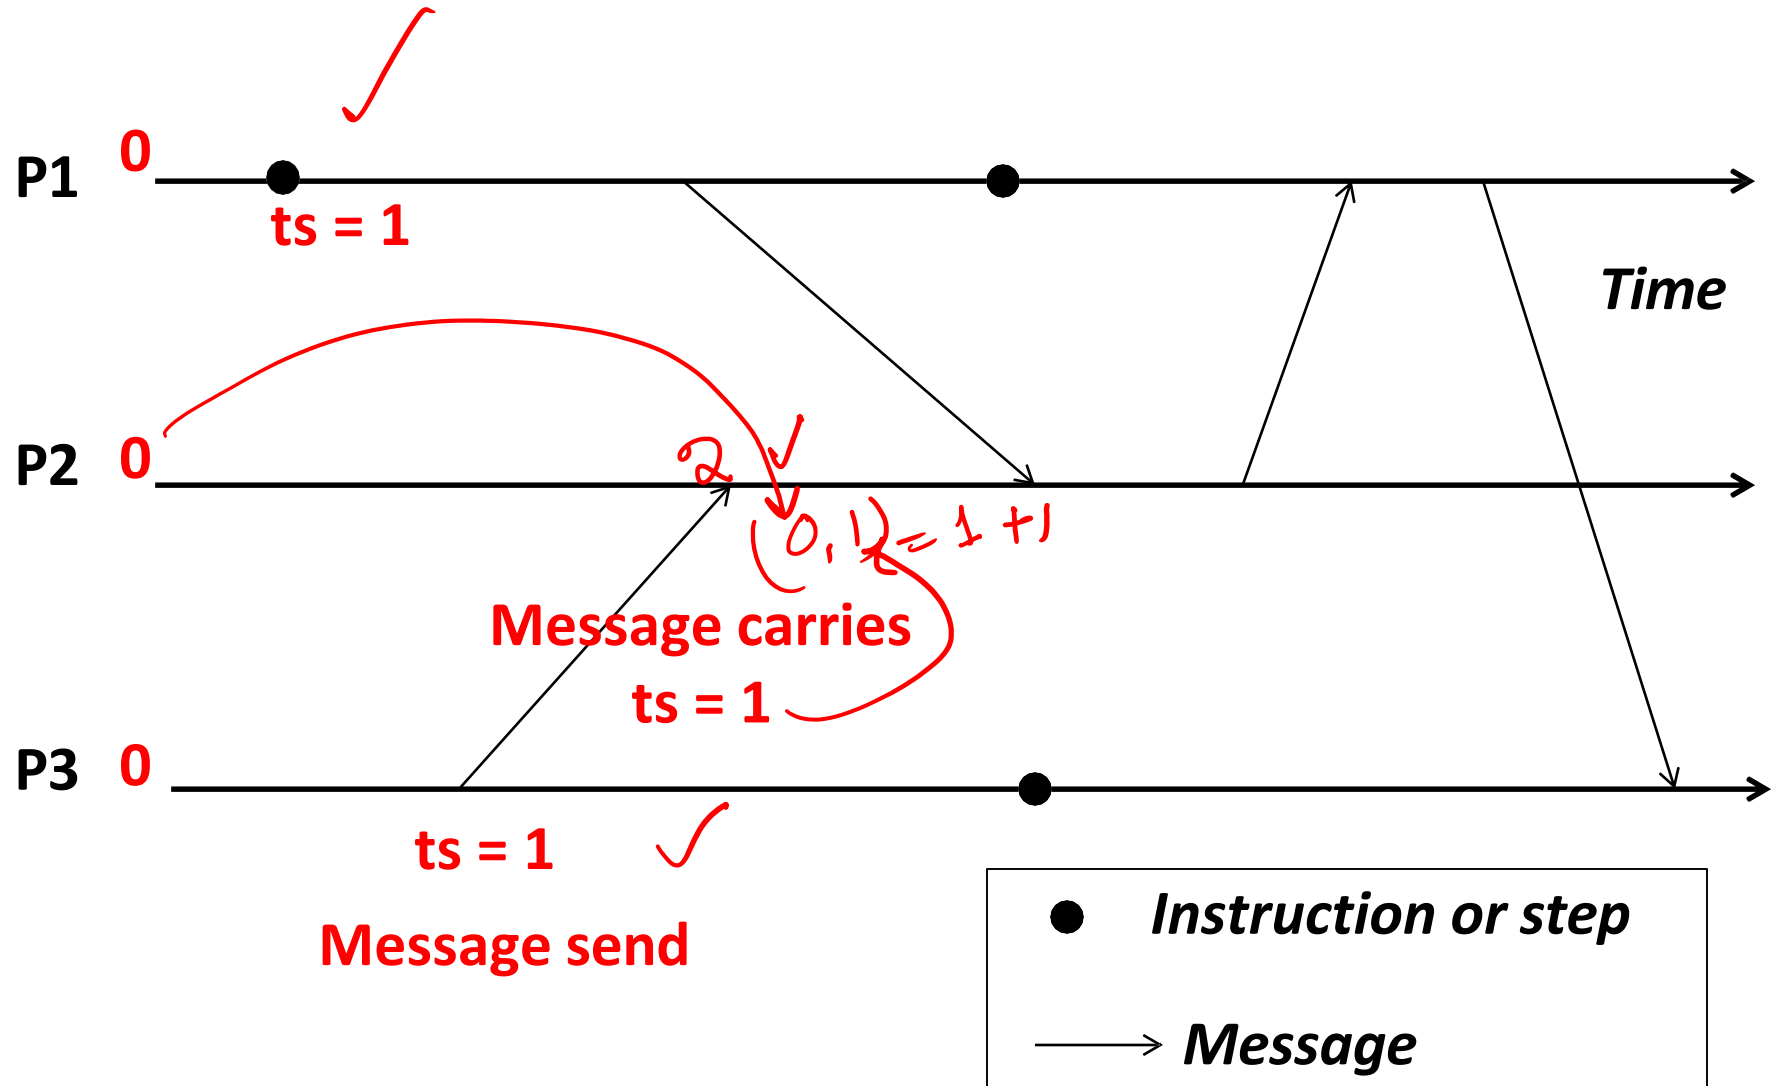 P1 0
ts = 1
Time
P2 0
2
0, 1) = 1 + 1
Message carries
ts = 1
P3 0
ts = 1
Message send
Instruction or step
Message